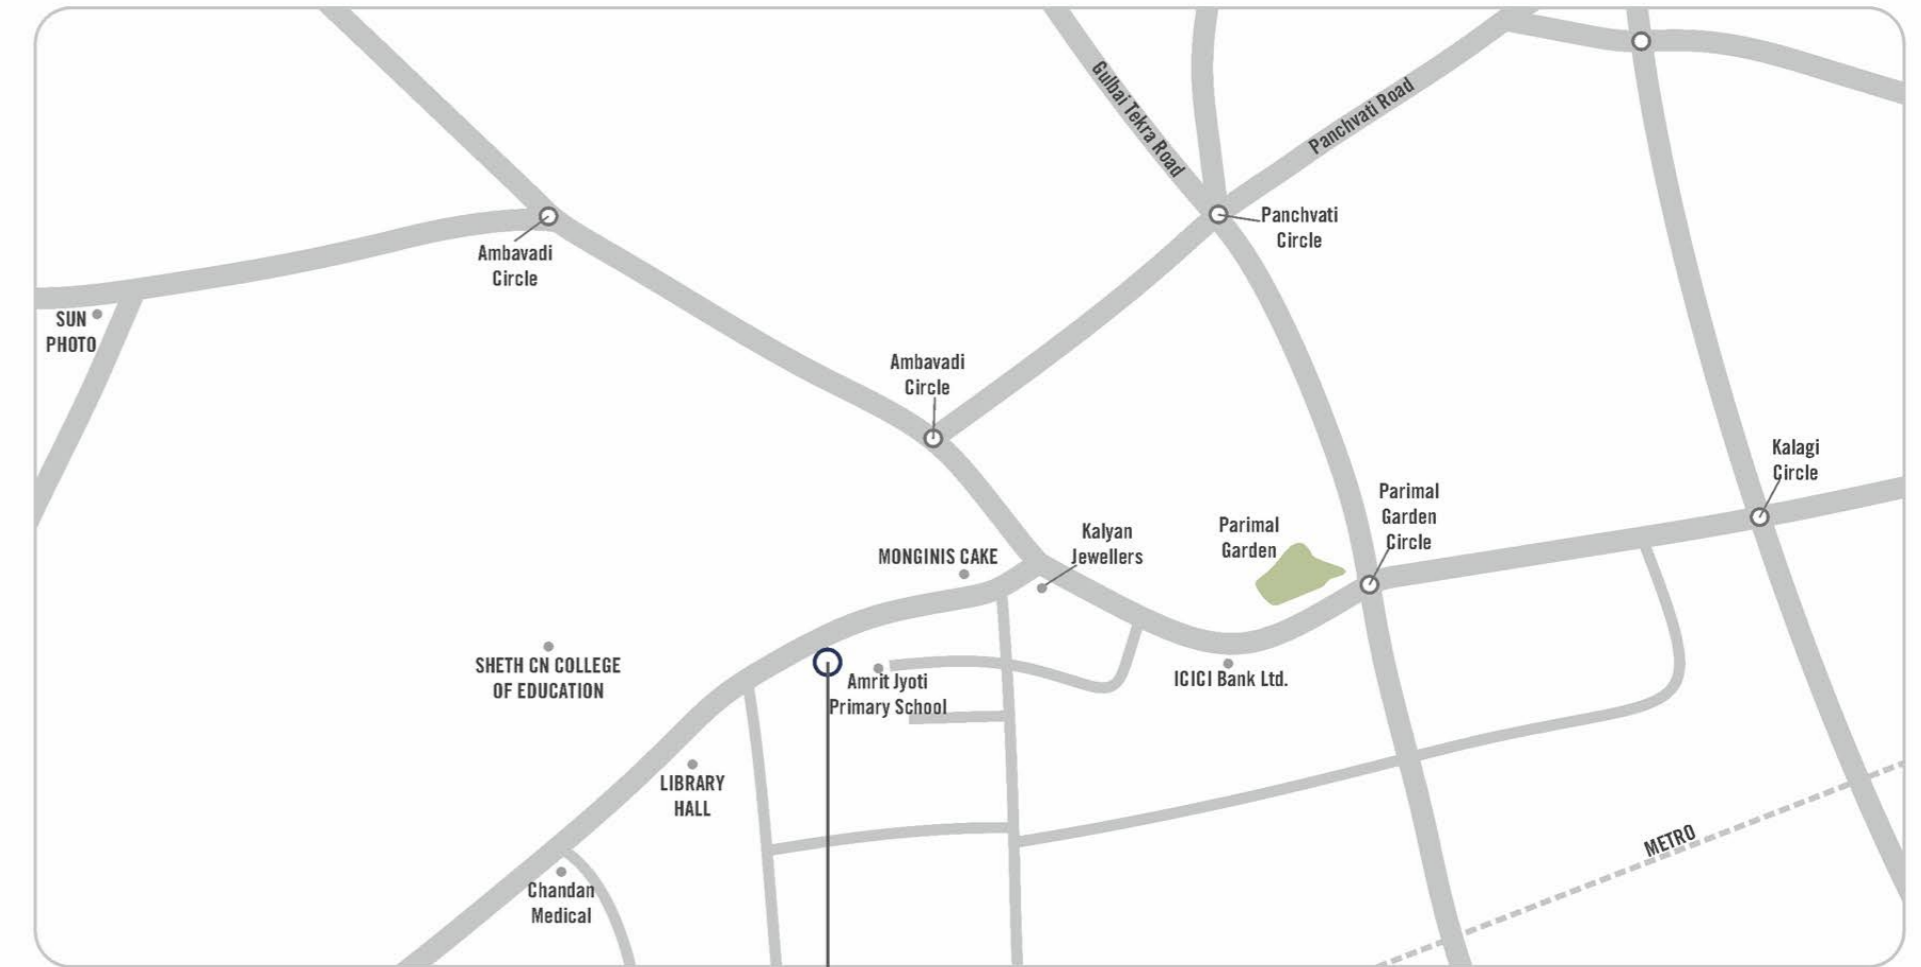 Gulbai Tekra Road
Panchvati Road
Panchvati
Circle
Ambavadi
Circle
SUN
PHOTO
Ambavadi
Circle
Kalagi
Circle
Parimal
Garden
Circle
Parimal
Garden
Kalyan
Jewellers
MONGINIS CAKE
SHETH CN COLLEGE
OF EDUCATION
Amrit Jyoti
Primary School
ICICI Bank Ltd.
LIBRARY
HALL
METRO
Chandan
Medical